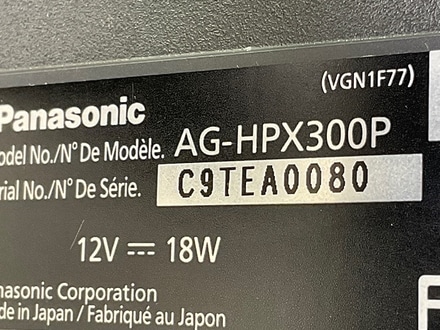 (VGN1F77)
Panasonic
odel No./N° De Modèle. AG-HPX300P
rial No./N° De Série. C9TEA0080
12V ⎓ 18W
nasonic Corporation
de in Japan / Fabriqué au Japon